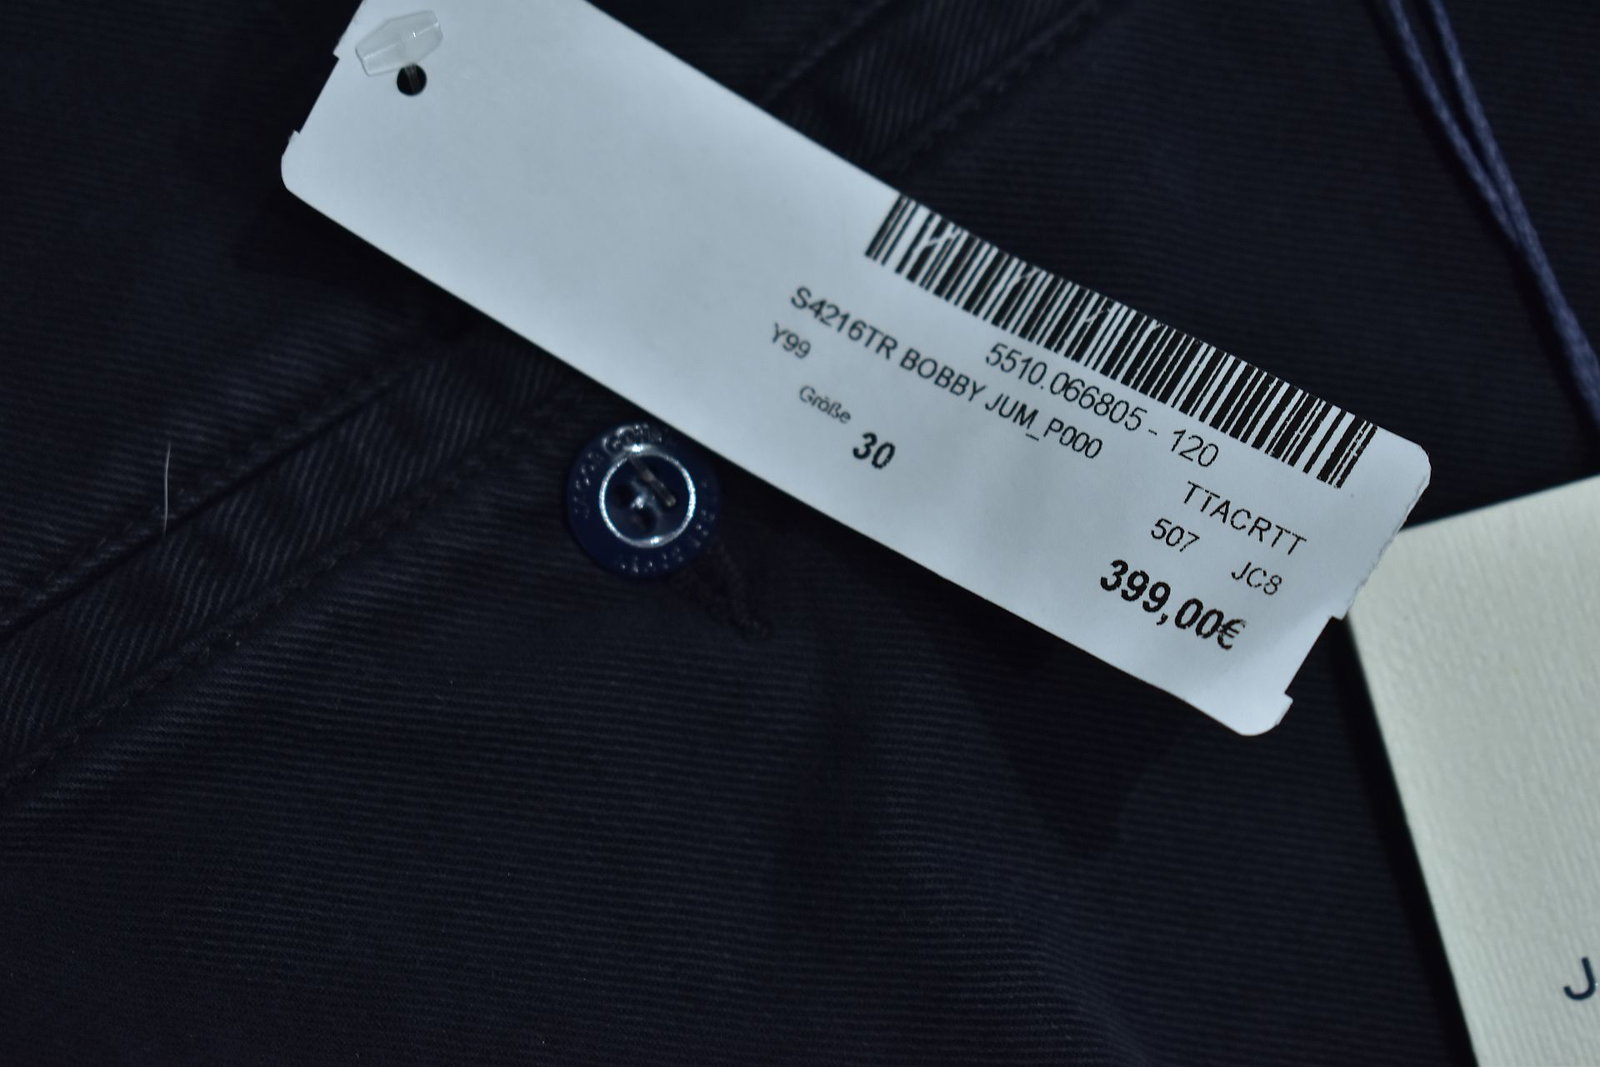 5510.066805 - 120
S4216TR BOBBY JUM_P000
Y99
TTACRTT
507 JC8
Größe 30
399,00€
J